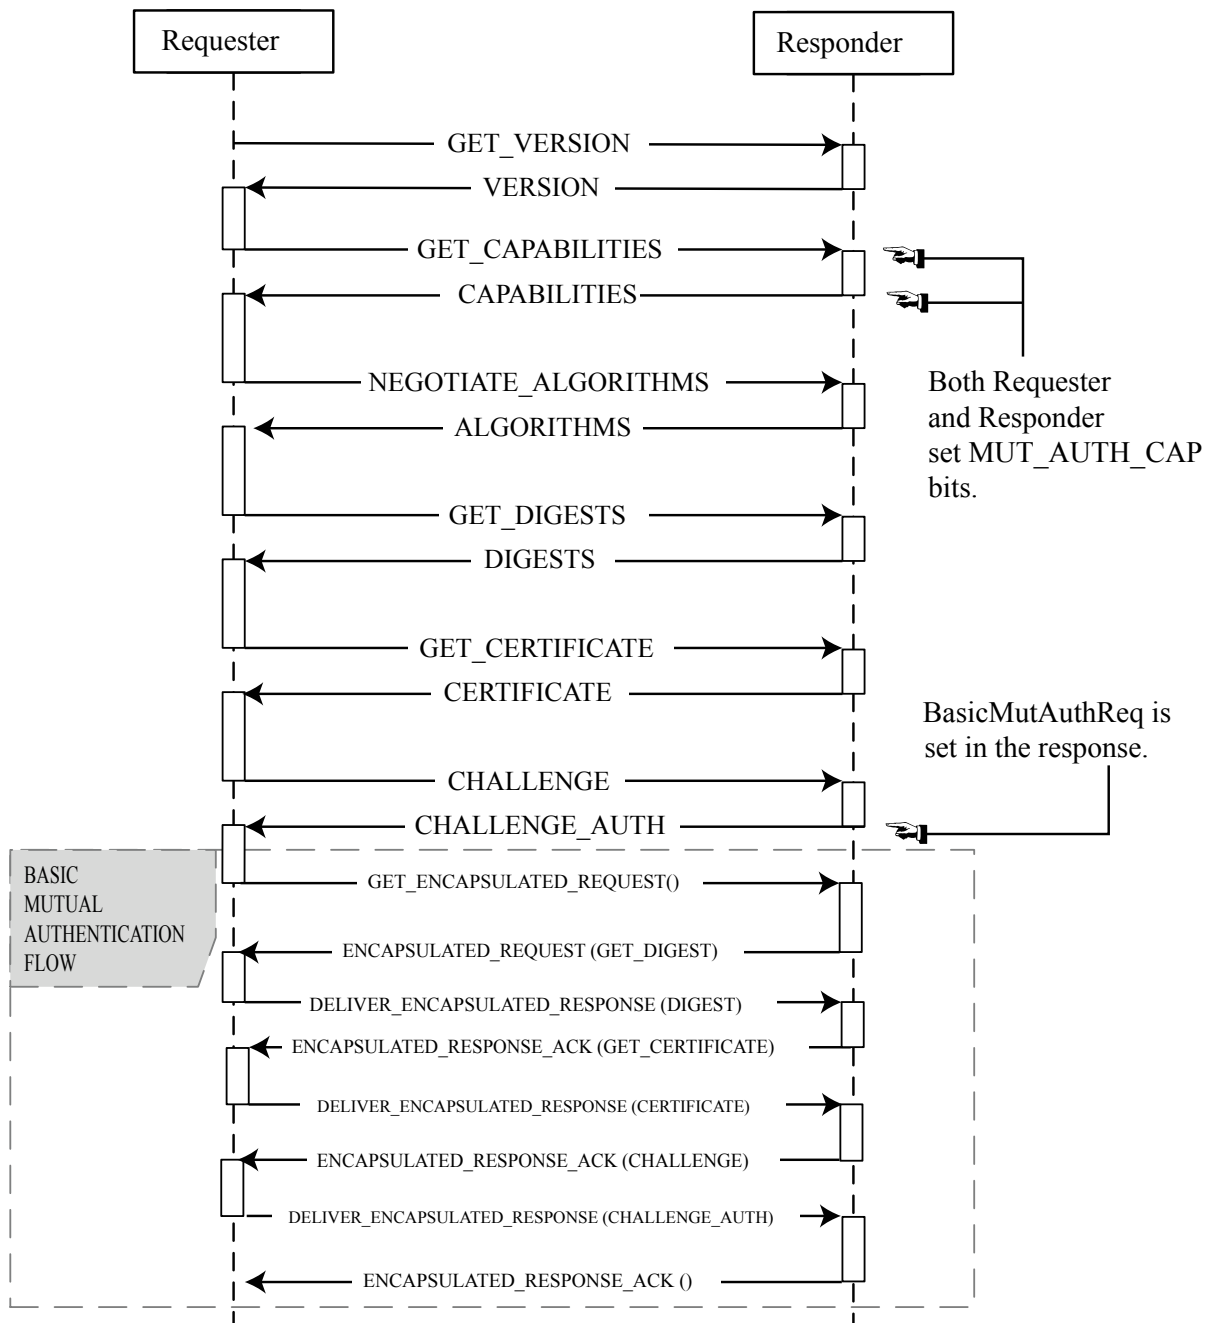 Requester
Responder
GET_VERSION
VERSION
GET_CAPABILITIES
CAPABILITIES
NEGOTIATE_ALGORITHMS
Both Requester
and Responder
set MUT_AUTH_CAP
bits.
ALGORITHMS
GET_DIGESTS
DIGESTS
GET_CERTIFICATE
CERTIFICATE
BasicMutAuthReq is
set in the response.
CHALLENGE
CHALLENGE_AUTH
BASIC
MUTUAL
AUTHENTICATION
FLOW
GET_ENCAPSULATED_REQUEST()
ENCAPSULATED_REQUEST (GET_DIGEST)
DELIVER_ENCAPSULATED_RESPONSE (DIGEST)
ENCAPSULATED_RESPONSE_ACK (GET_CERTIFICATE)
DELIVER_ENCAPSULATED_RESPONSE (CERTIFICATE)
ENCAPSULATED_RESPONSE_ACK (CHALLENGE)
DELIVER_ENCAPSULATED_RESPONSE (CHALLENGE_AUTH)
ENCAPSULATED_RESPONSE_ACK ()